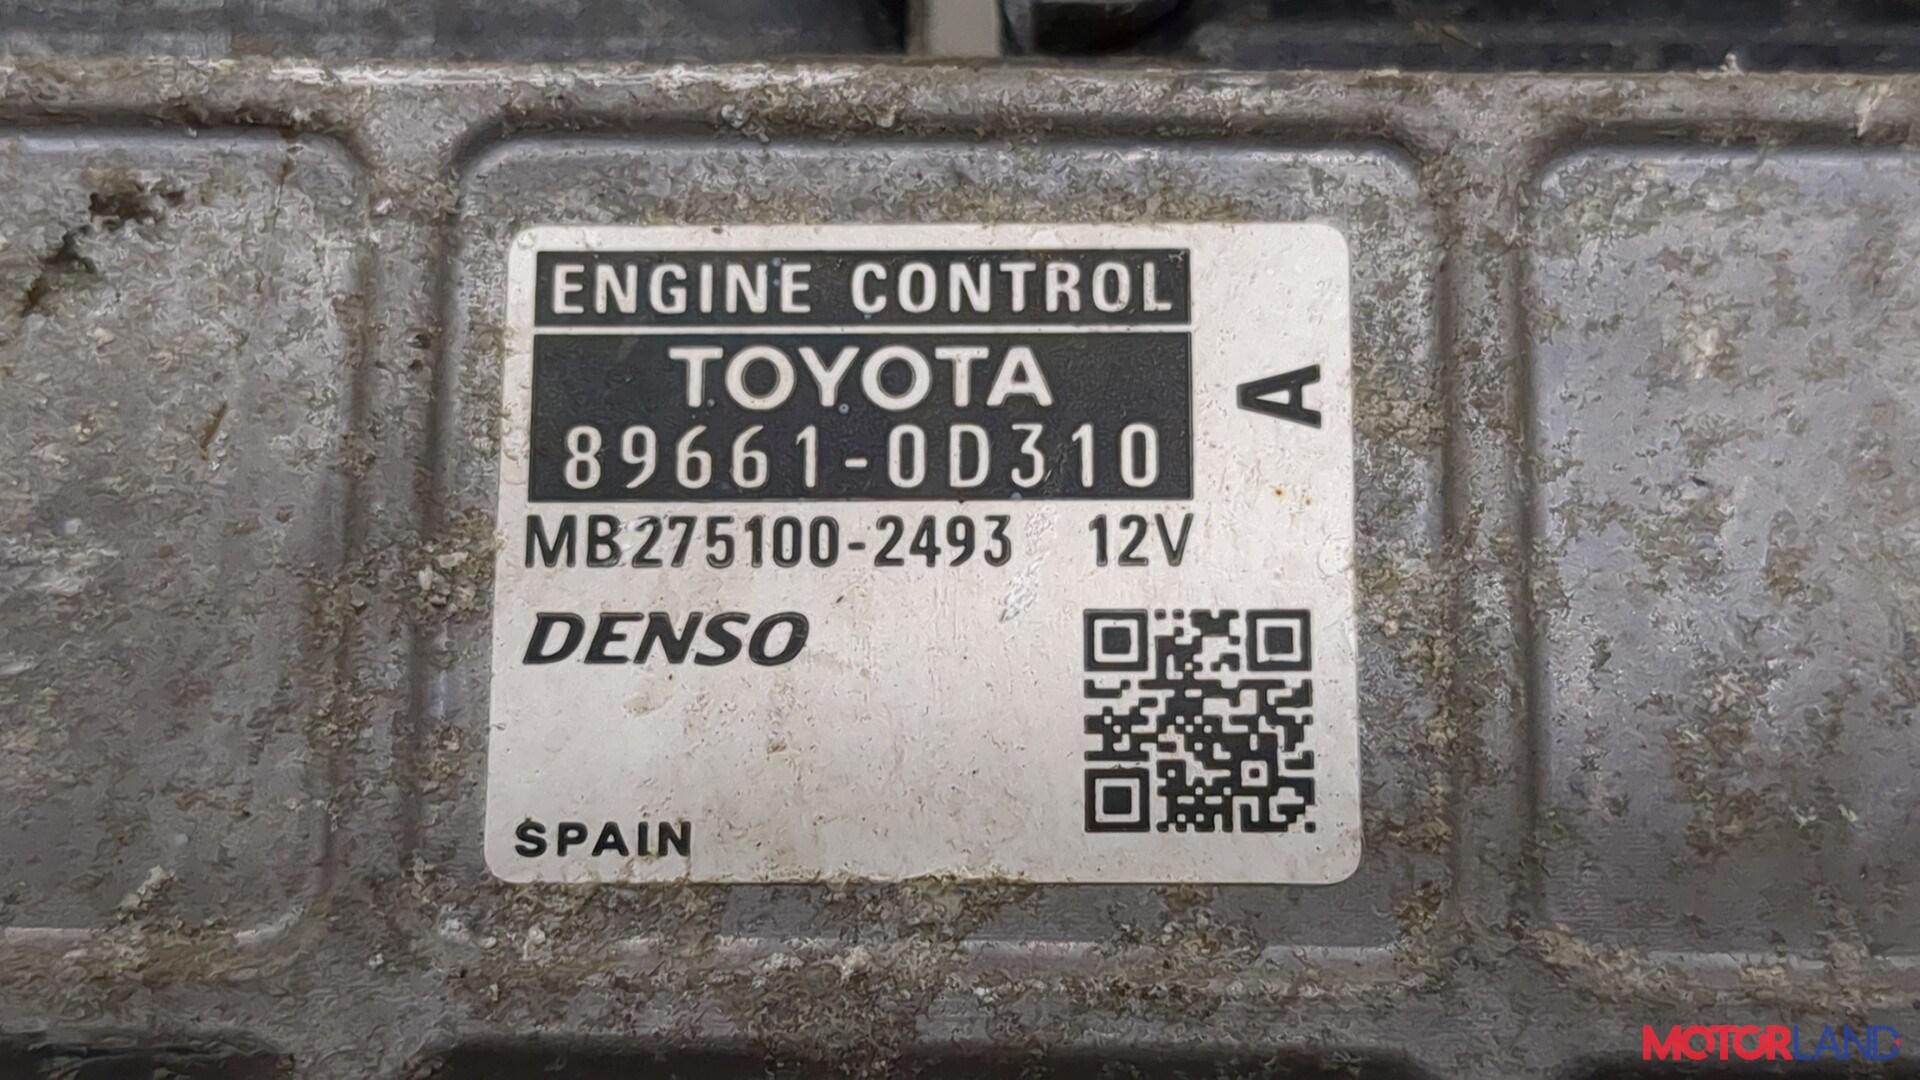 ENGINE CONTROL
TOYOTA
89661-0D310
A
MB275100-2493 12V
DENSO
SPAIN
MOTORLAND